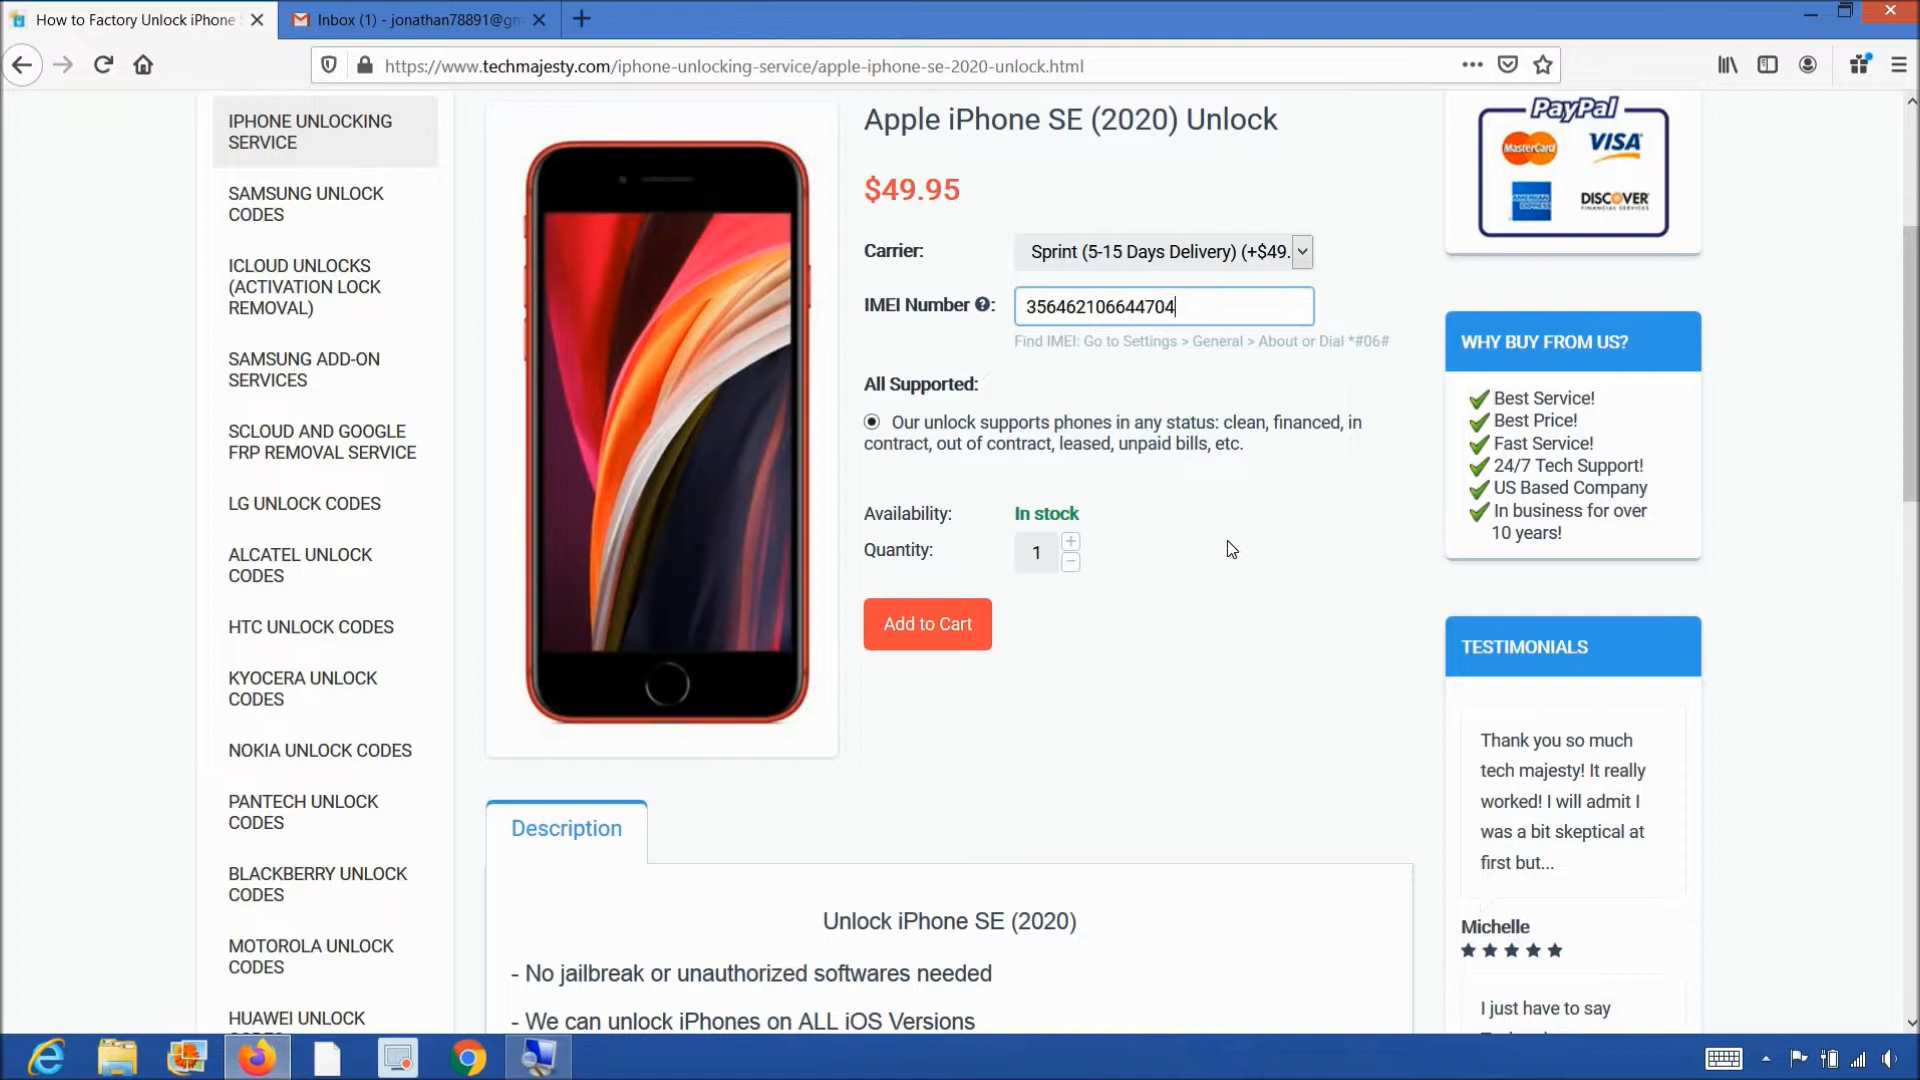 How to Factory Unlock iPhone S
Inbox (1) - jonathan78891@gm
https://www.techmajesty.com/iphone-unlocking-service/apple-iphone-se-2020-unlock.html
IPHONE UNLOCKING
SERVICE
SAMSUNG UNLOCK
CODES
ICLOUD UNLOCKS
(ACTIVATION LOCK
REMOVAL)
SAMSUNG ADD-ON
SERVICES
SCLOUD AND GOOGLE
FRP REMOVAL SERVICE
LG UNLOCK CODES
ALCATEL UNLOCK
CODES
HTC UNLOCK CODES
KYOCERA UNLOCK
CODES
NOKIA UNLOCK CODES
PANTECH UNLOCK
CODES
BLACKBERRY UNLOCK
CODES
MOTOROLA UNLOCK
CODES
HUAWEI UNLOCK
Apple iPhone SE (2020) Unlock
$49.95
Carrier:
Sprint (5-15 Days Delivery) (+$49.
IMEI Number ?:
356462106644704
Find IMEI: Go to Settings > General > About or Dial *#06#
All Supported:
Our unlock supports phones in any status: clean, financed, in
contract, out of contract, leased, unpaid bills, etc.
Availability:
In stock
Quantity:
1
Add to Cart
Description
Unlock iPhone SE (2020)
- No jailbreak or unauthorized softwares needed
- We can unlock iPhones on ALL iOS Versions
PayPal
MasterCard
VISA
AMERICAN EXPRESS
DISCOVER
FINANCIAL SERVICES
WHY BUY FROM US?
Best Service!
Best Price!
Fast Service!
24/7 Tech Support!
US Based Company
In business for over
10 years!
TESTIMONIALS
Thank you so much
tech majesty! It really
worked! I will admit I
was a bit skeptical at
first but...
Michelle
I just have to say